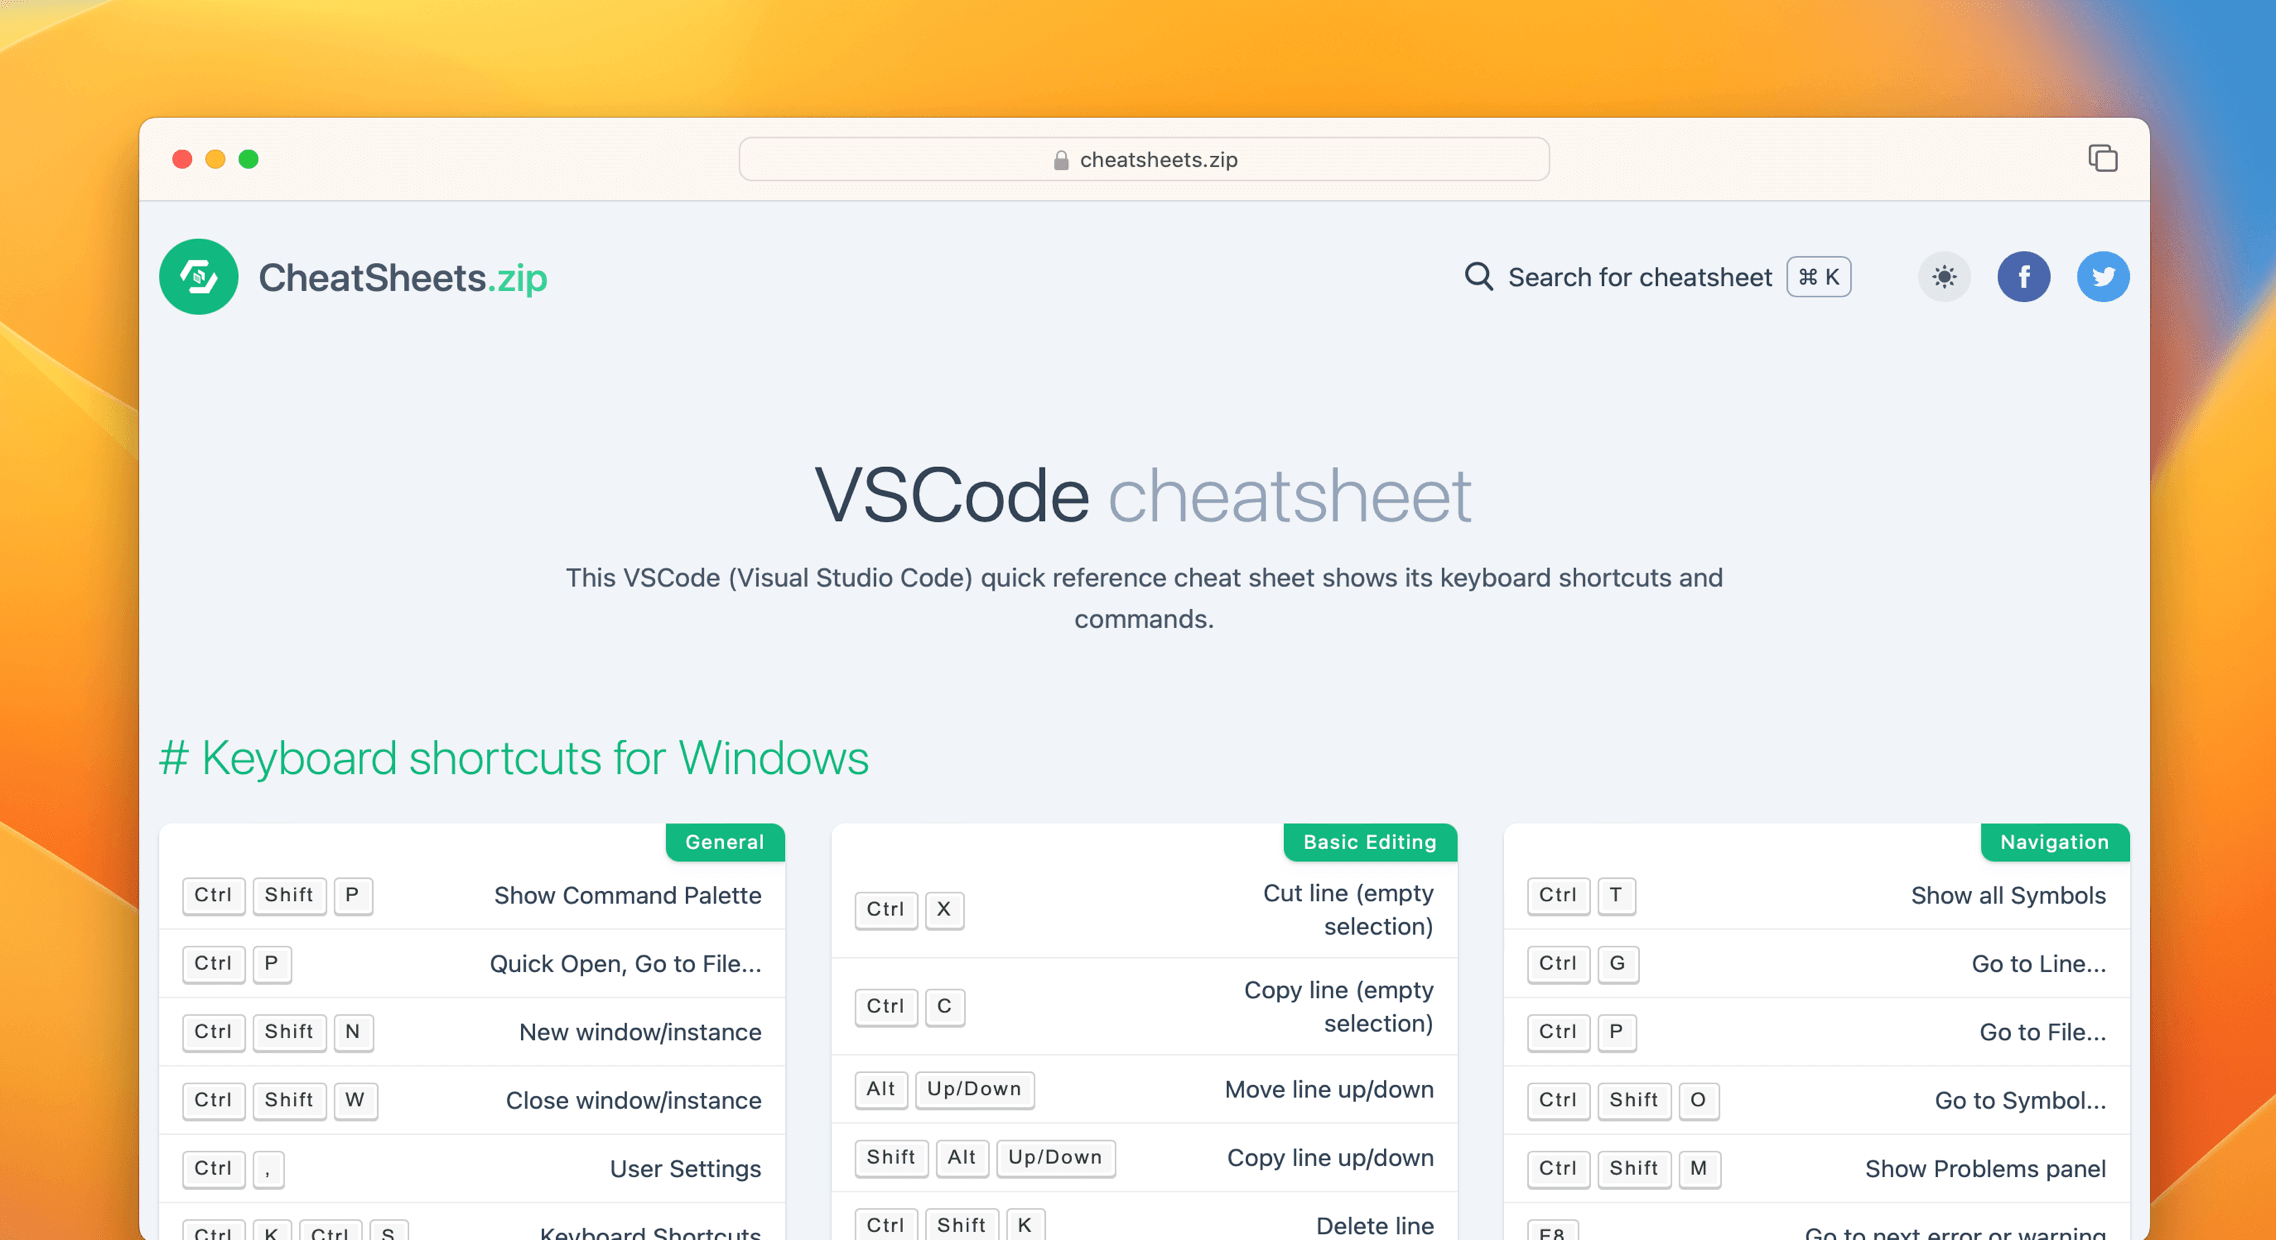 cheatsheets.zip
CheatSheets.zip
Search for cheatsheet ⌘ K
f
VSCode cheatsheet
This VSCode (Visual Studio Code) quick reference cheat sheet shows its keyboard shortcuts and
commands.
# Keyboard shortcuts for Windows
General
Ctrl Shift P Show Command Palette
Ctrl P Quick Open, Go to File...
Ctrl Shift N New window/instance
Ctrl Shift W Close window/instance
Ctrl , User Settings
Ctrl K Ctrl S Keyboard Shortcuts
Basic Editing
Ctrl X Cut line (empty
selection)
Ctrl C Copy line (empty
selection)
Alt Up/Down Move line up/down
Shift Alt Up/Down Copy line up/down
Ctrl Shift K Delete line
Navigation
Ctrl T Show all Symbols
Ctrl G Go to Line...
Ctrl P Go to File...
Ctrl Shift O Go to Symbol...
Ctrl Shift M Show Problems panel
F8 Go to next error or warning